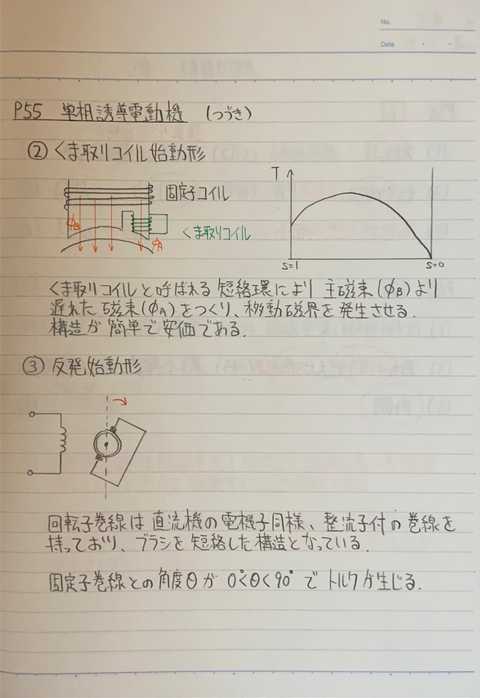 No.
Date
P55 単相誘導電動機 (つづき)
② くま取りコイル始動形
固定子コイル
くま取りコイル
φB
φA
T
S=1
S=0
くま取りコイルと呼ばれる短絡環により主磁束(φB)より
遅れた磁束(φA)をつくり、移動磁界を発生させる.
構造が簡単で安価である.
③ 反発始動形
回転子巻線は直流機の電機子同様、整流子付の巻線を
持っており、ブラシを短絡した構造となっている.
固定子巻線との角度θが 0°<θ<90° でトルクが生じる.